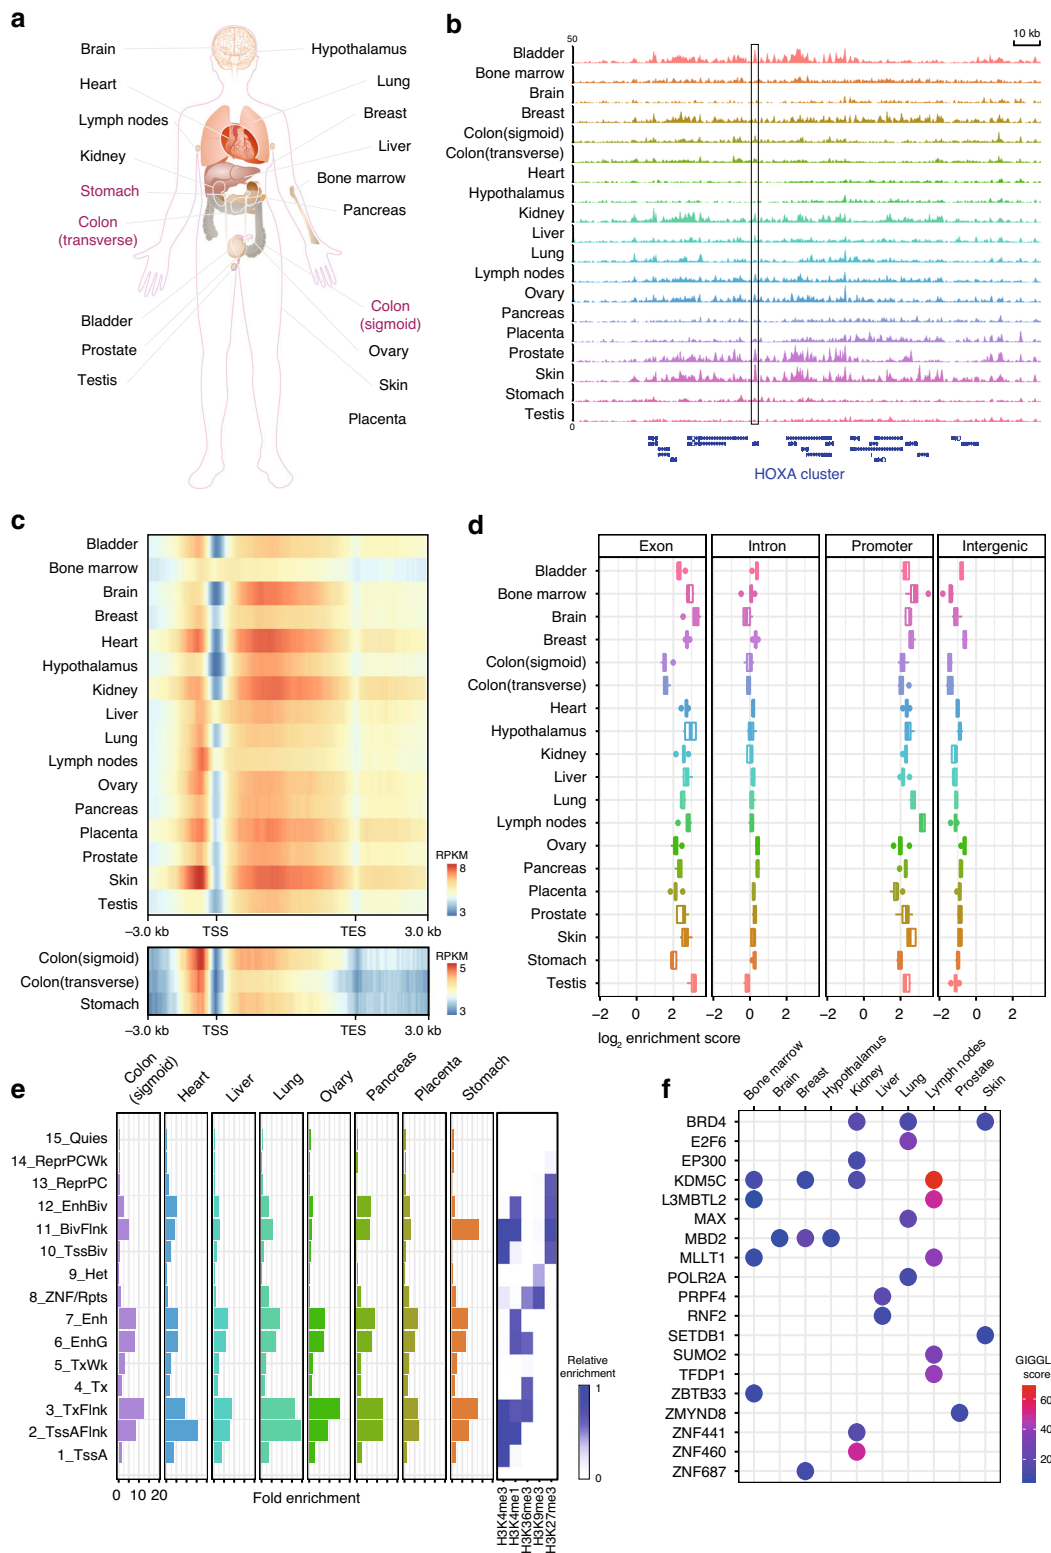 a
Brain
Heart
Lymph nodes
Kidney
Stomach
Colon
(transverse)
Bladder
Prostate
Testis
Hypothalamus
Lung
Breast
Liver
Bone marrow
Pancreas
Colon
(sigmoid)
Ovary
Skin
Placenta
b
50
10 kb
Bladder
Bone marrow
Brain
Breast
Colon(sigmoid)
Colon(transverse)
Heart
Hypothalamus
Kidney
Liver
Lung
Lymph nodes
Ovary
Pancreas
Placenta
Prostate
Skin
Stomach
Testis
0
HOXA cluster
c
Bladder
Bone marrow
Brain
Breast
Heart
Hypothalamus
Kidney
Liver
Lung
Lymph nodes
Ovary
Pancreas
Placenta
Prostate
Skin
Testis
RPKM
8
3
−3.0 kb TSS TES 3.0 kb
Colon(sigmoid)
Colon(transverse)
Stomach
RPKM
5
3
−3.0 kb TSS TES 3.0 kb
d
Exon Intron Promoter Intergenic
Bladder
Bone marrow
Brain
Breast
Colon(sigmoid)
Colon(transverse)
Heart
Hypothalamus
Kidney
Liver
Lung
Lymph nodes
Ovary
Pancreas
Placenta
Prostate
Skin
Stomach
Testis
−2 0 2 −2 0 2 −2 0 2 −2 0 2
log2 enrichment score
e
Colon
(sigmoid)
Heart
Liver
Lung
Ovary
Pancreas
Placenta
Stomach
15_Quies
14_ReprPCWk
13_ReprPC
12_EnhBiv
11_BivFlnk
10_TssBiv
9_Het
8_ZNF/Rpts
7_Enh
6_EnhG
5_TxWk
4_Tx
3_TxFlnk
2_TssAFlnk
1_TssA
0 10 20
Fold enrichment
H3K4me3
H3K4me1
H3K36me3
H3K9me3
H3K27me3
Relative
enrichment
1
0
f
Bone marrow
Brain
Breast
Hypothalamus
Kidney
Liver
Lung
Lymph nodes
Prostate
Skin
BRD4
E2F6
EP300
KDM5C
L3MBTL2
MAX
MBD2
MLLT1
POLR2A
PRPF4
RNF2
SETDB1
SUMO2
TFDP1
ZBTB33
ZMYND8
ZNF441
ZNF460
ZNF687
GIGGL
score
60
40
20